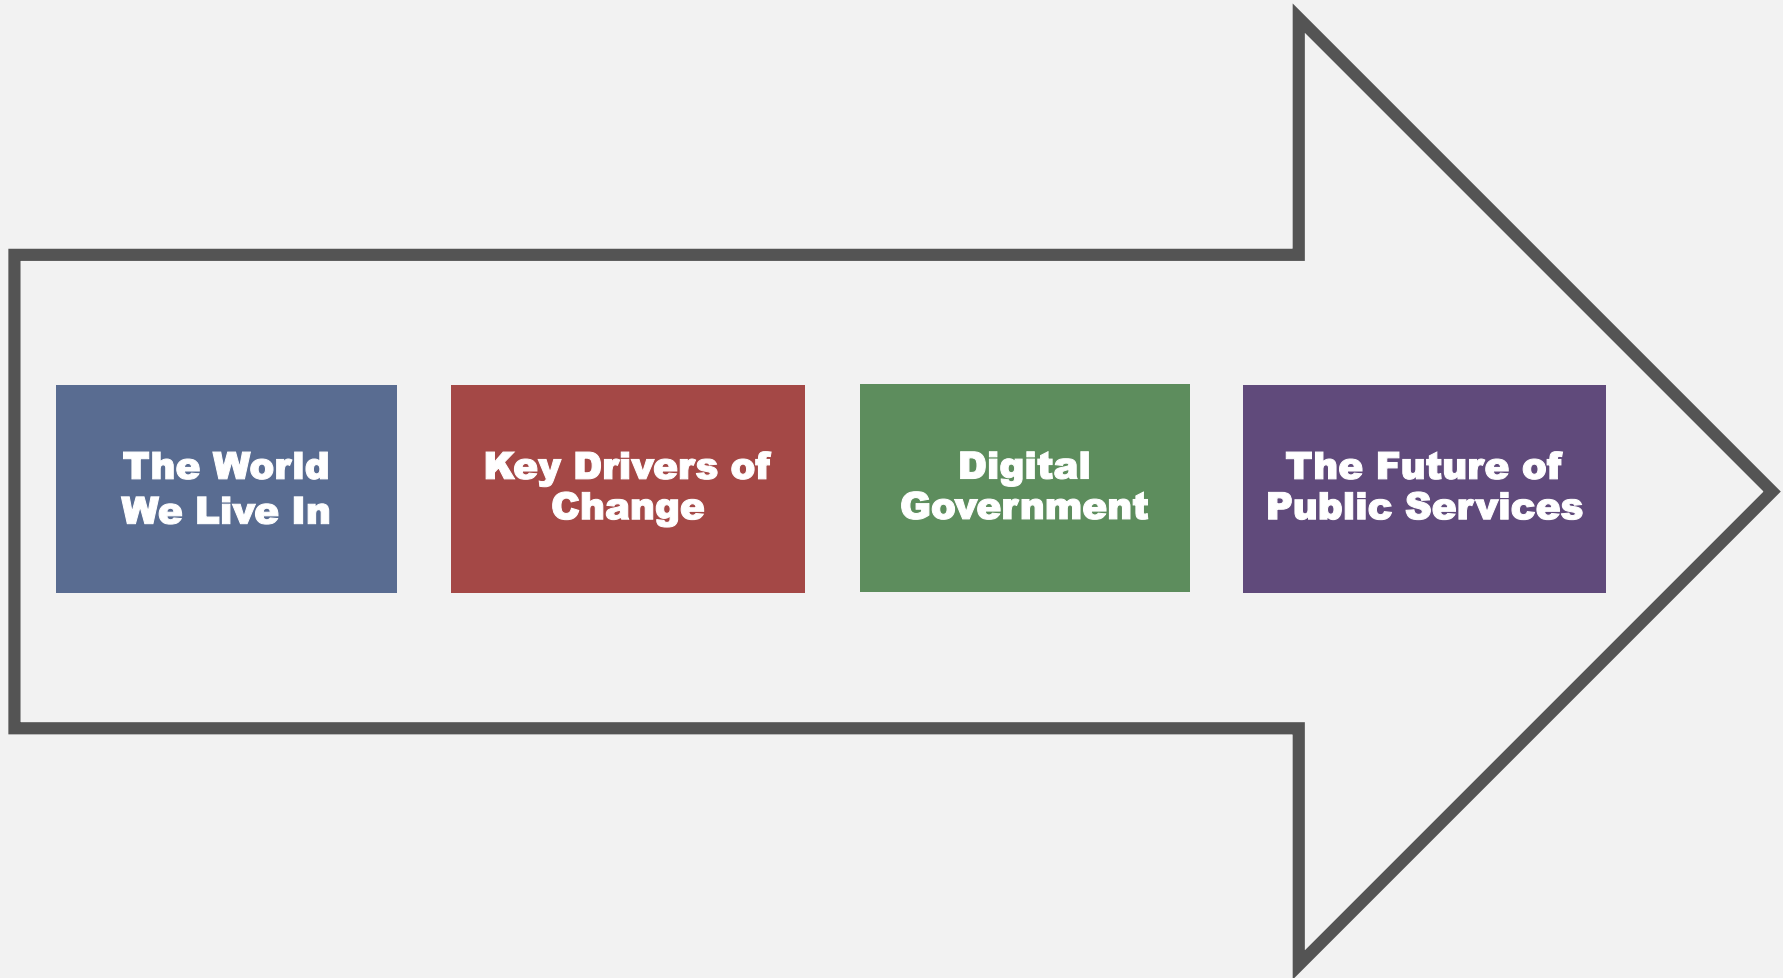 The World
We Live In
Key Drivers of
Change
Digital
Government
The Future of
Public Services